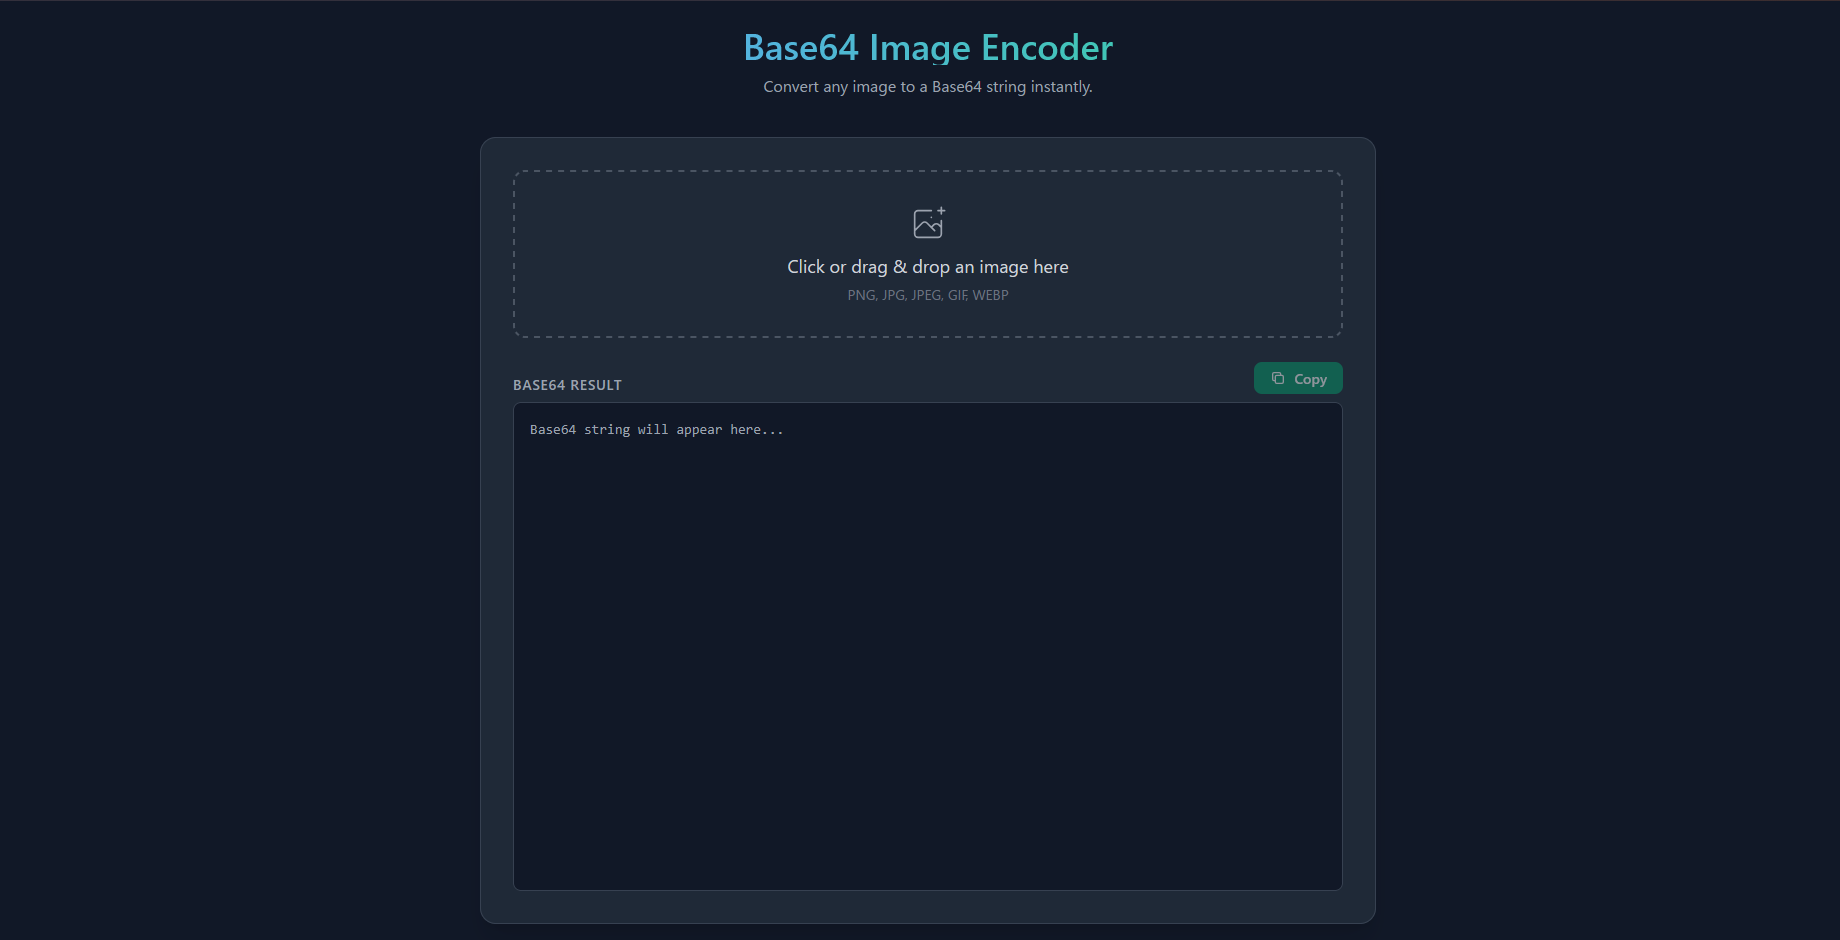 Base64 Image Encoder
Convert any image to a Base64 string instantly.
Click or drag & drop an image here
PNG, JPG, JPEG, GIF, WEBP
BASE64 RESULT
Copy
Base64 string will appear here...